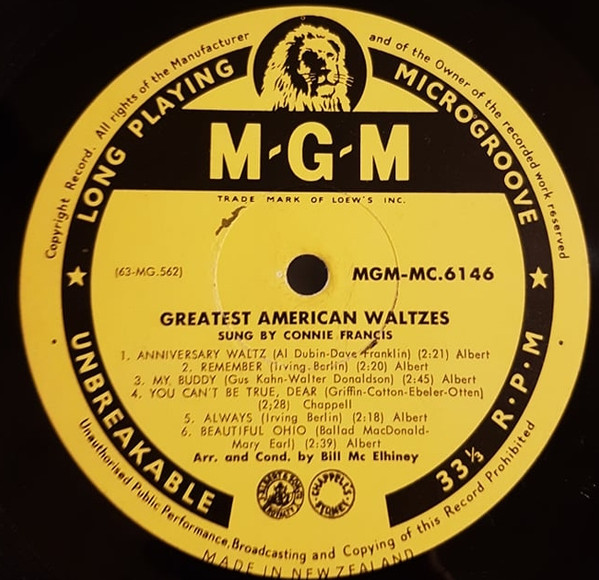 Copyright Record. All rights of the Manufacturer and of the Owner of the recorded work reserved
LONG PLAYING MICROGROOVE
M-G-M
TRADE MARK OF LOEW'S INC.
(63-MG.562) MGM-MC.6146
GREATEST AMERICAN WALTZES
SUNG BY CONNIE FRANCIS
1. ANNIVERSARY WALTZ (Al Dubin-Dave Franklin) (2:21) Albert
2. REMEMBER (Irving Berlin) (2:20) Albert
3. MY BUDDY (Gus Kahn-Walter Donaldson) (2:45) Albert
4. YOU CAN'T BE TRUE, DEAR (Griffin-Cotton-Ebeler-Otten)
(2;28) Chappell
5. ALWAYS (Irving Berlin) (2:18) Albert
6. BEAUTIFUL OHIO (Ballad MacDonald-
Mary Earl) (2:39) Albert
Arr. and Cond. by Bill Mc Elhiney
CHAPPELLS
SYDNEY
UNBREAKABLE 33⅓ R·P·M
Unauthorised Public Performance, Broadcasting and Copying of this Record Prohibited
MADE IN NEW ZEALAND